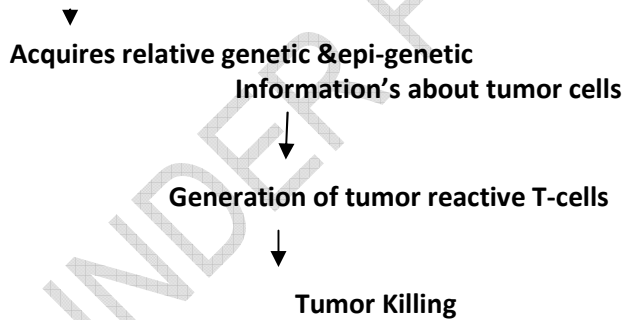 Acquires relative genetic &epi-genetic
Information's about tumor cells
Generation of tumor reactive T-cells
Tumor Killing